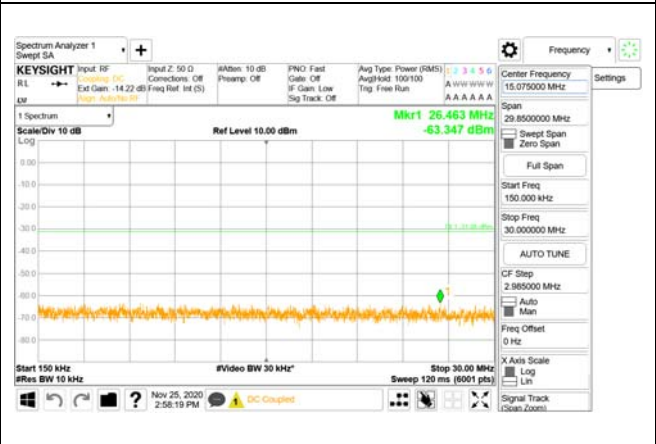 Spectrum Analyzer 1
Swept SA
Frequency
KEYSIGHT
RL
Input: RF
Coupling: DC
Ext Gain: -14.22 dB
Align: Auto/No RF
Input Z: 50 Ω
Corrections: Off
Freq Ref: Int (S)
#Atten: 10 dB
Preamp: Off
PNO: Fast
Gate: Off
IF Gain: Low
Sig Track: Off
Avg Type: Power (RMS)
Avg|Hold: 100/100
Trig: Free Run
1 2 3 4 5 6
A W W W W W
A A A A A A
1 Spectrum
Scale/Div 10 dB
Log
Ref Level 10.00 dBm
Mkr1 26.463 MHz
-63.347 dBm
0.00
-10.0
-20.0
-30.0
-40.0
-50.0
-60.0
-70.0
-80.0
1
Start 150 kHz
#Res BW 10 kHz
#Video BW 30 kHz*
Stop 30.00 MHz
Sweep 120 ms (6001 pts)
Nov 25, 2020
2:58:19 PM
1
DC Coupled
Center Frequency
15.075000 MHz
Settings
Span
29.8500000 MHz
Swept Span
Zero Span
Full Span
Start Freq
150.000 kHz
Stop Freq
30.000000 MHz
AUTO TUNE
CF Step
2.985000 MHz
Auto
Man
Freq Offset
0 Hz
X Axis Scale
Log
Lin
Signal Track
(Span Zoom)